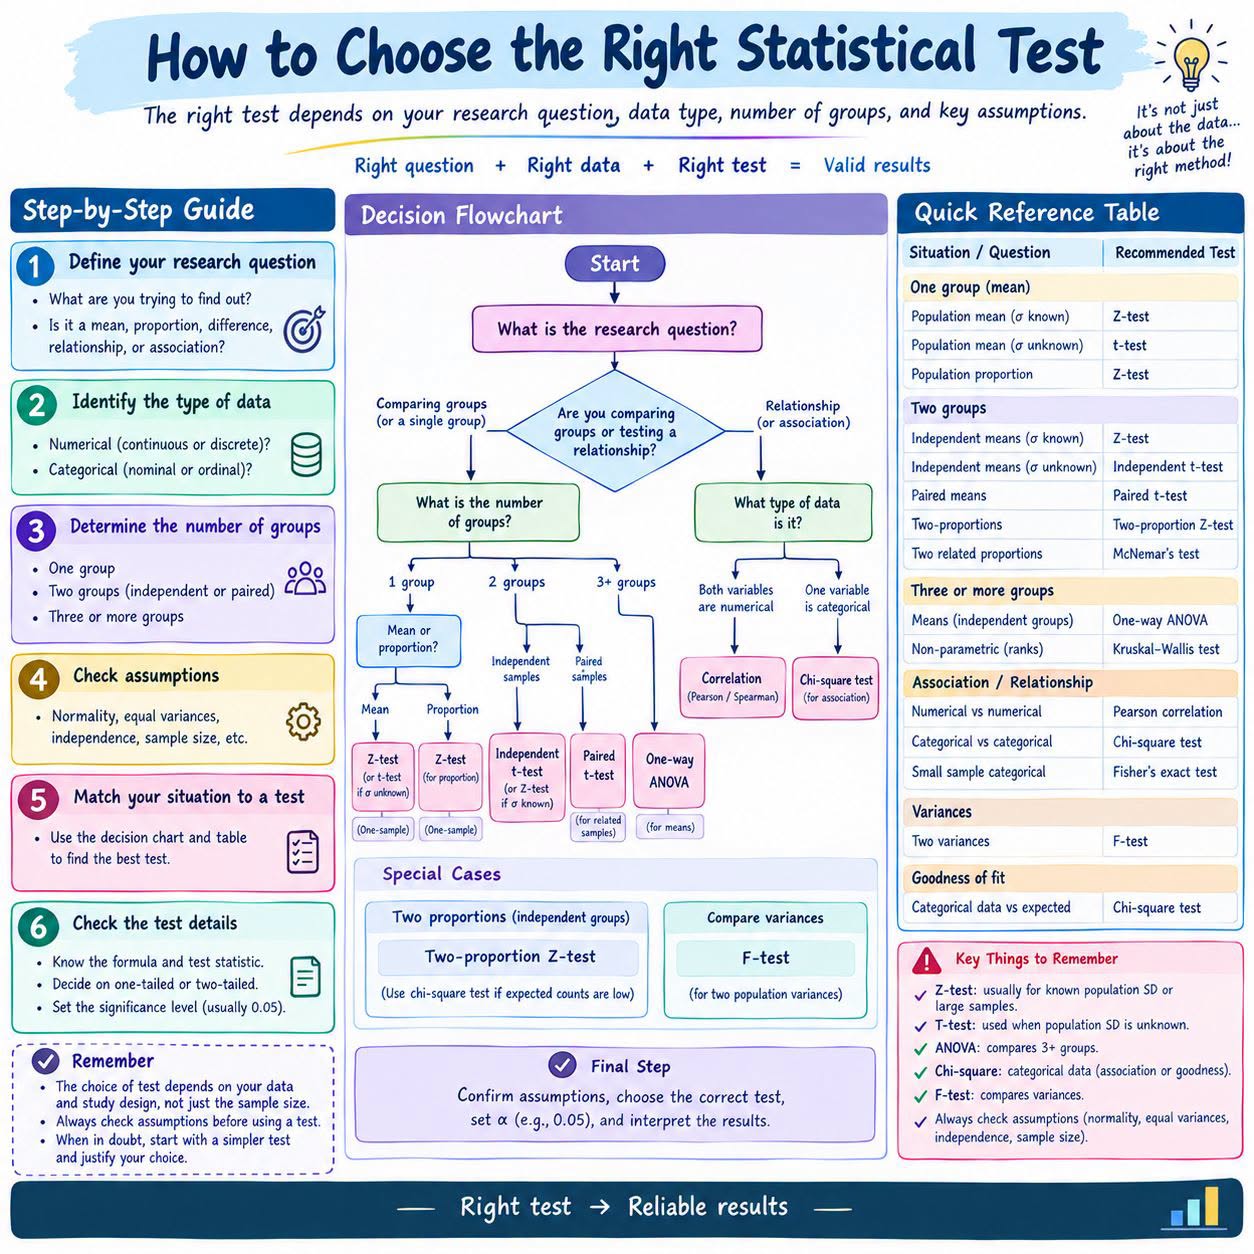 How to Choose the Right Statistical Test
The right test depends on your research question, data type, number of groups, and key assumptions.
Right question + Right data + Right test = Valid results
It's not just
about the data...
it's about the
right method!
Step-by-Step Guide
1 Define your research question
• What are you trying to find out?
• Is it a mean, proportion, difference,
relationship, or association?
2 Identify the type of data
• Numerical (continuous or discrete)?
• Categorical (nominal or ordinal)?
3 Determine the number of groups
• One group
• Two groups (independent or paired)
• Three or more groups
4 Check assumptions
• Normality, equal variances,
independence, sample size, etc.
5 Match your situation to a test
• Use the decision chart and table
to find the best test.
6 Check the test details
• Know the formula and test statistic.
• Decide on one-tailed or two-tailed.
• Set the significance level (usually 0.05).
Remember
• The choice of test depends on your data
and study design, not just the sample size.
• Always check assumptions before using a test.
• When in doubt, start with a simpler test
and justify your choice.
Decision Flowchart
Start
What is the research question?
Are you comparing
groups or testing a
relationship?
Comparing groups
(or a single group)
Relationship
(or association)
What is the number
of groups?
What type of data
is it?
1 group
2 groups
3+ groups
Both variables
are numerical
One variable
is categorical
Mean or
proportion?
Independent
samples
Paired
samples
Correlation
(Pearson / Spearman)
Chi-square test
(for association)
Mean
Proportion
Z-test
(or t-test
if σ unknown)
(One-sample)
Z-test
(for proportion)
(One-sample)
Independent
t-test
(or Z-test
if σ known)
Paired
t-test
(for related
samples)
One-way
ANOVA
(for means)
Special Cases
Two proportions (independent groups)
Two-proportion Z-test
(Use chi-square test if expected counts are low)
Compare variances
F-test
(for two population variances)
Final Step
Confirm assumptions, choose the correct test,
set α (e.g., 0.05), and interpret the results.
Quick Reference Table
Situation / Question Recommended Test
One group (mean)
Population mean (σ known) Z-test
Population mean (σ unknown) t-test
Population proportion Z-test
Two groups
Independent means (σ known) Z-test
Independent means (σ unknown) Independent t-test
Paired means Paired t-test
Two-proportions Two-proportion Z-test
Two related proportions McNemar's test
Three or more groups
Means (independent groups) One-way ANOVA
Non-parametric (ranks) Kruskal-Wallis test
Association / Relationship
Numerical vs numerical Pearson correlation
Categorical vs categorical Chi-square test
Small sample categorical Fisher's exact test
Variances
Two variances F-test
Goodness of fit
Categorical data vs expected Chi-square test
Key Things to Remember
✓ Z-test: usually for known population SD or
large samples.
✓ T-test: used when population SD is unknown.
✓ ANOVA: compares 3+ groups.
✓ Chi-square: categorical data (association or goodness).
✓ F-test: compares variances.
✓ Always check assumptions (normality, equal variances,
independence, sample size).
— Right test → Reliable results —